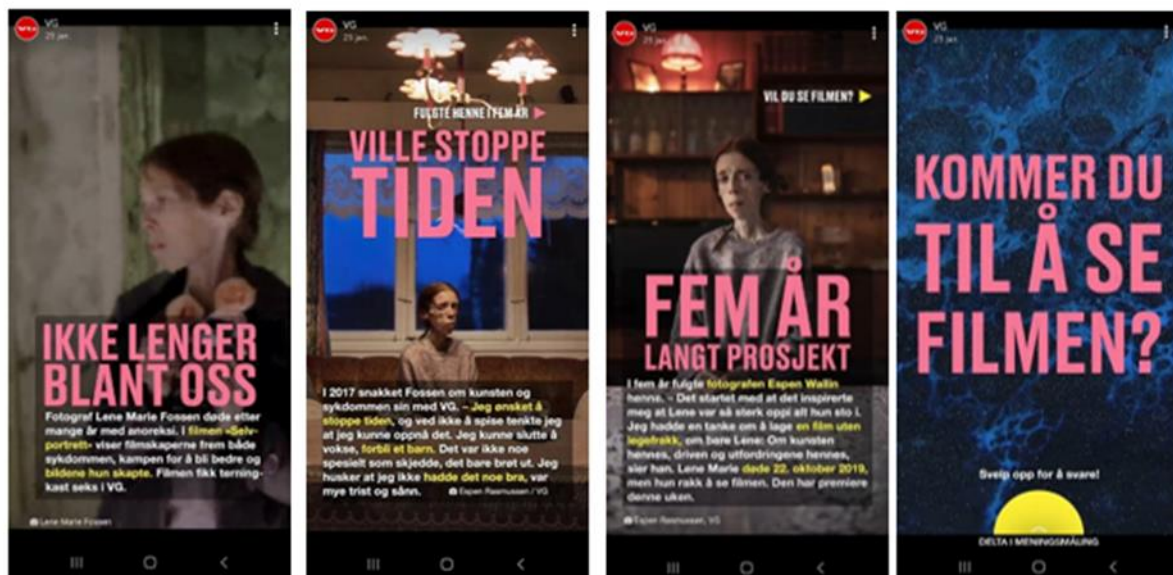 VG
25 jan.
IKKE LENGER
BLANT OSS
Fotograf Lene Marie Fossen døde etter
mange år med anoreksi. I filmen «Selv-
portrett» viser filmskaperne frem både
sykdommen, kampen for å bli bedre og
bildene hun skapte. Filmen fikk terning-
kast seks i VG.
Lene Marie Fossen
VG
25 jan.
FULGTE HENNE I FEM ÅR
VILLE STOPPE
TIDEN
I 2017 snakket Fossen om kunsten og
sykdommen sin med VG. – Jeg ønsket å
stoppe tiden, og ved ikke å spise tenkte jeg
at jeg kunne oppnå det. Jeg kunne slutte å
vokse, forbli et barn. Det var ikke noe
spesielt som skjedde, det bare brøt ut. Jeg
husker at jeg ikke hadde det noe bra, var
mye trist og sånn.
Espen Rasmussen / VG
VG
25 jan.
VIL DU SE FILMEN?
FEM ÅR
LANGT PROSJEKT
I fem år fulgte fotografen Espen Wallin
henne. – Det startet med at det inspirerte
meg at Lene var så sterk oppi alt hun sto i.
Jeg hadde en tanke om å lage en film uten
legefrakk, om bare Lene: Om kunsten
hennes, driven og utfordringene hennes,
sier han. Lene Marie døde 22. oktober 2019,
men hun rakk å se filmen. Den har premiere
denne uken.
Espen Rasmussen, VG
VG
25 jan.
KOMMER DU
TIL Å SE
FILMEN?
Sveip opp for å svare!
DELTA I MENINGSMÅLING